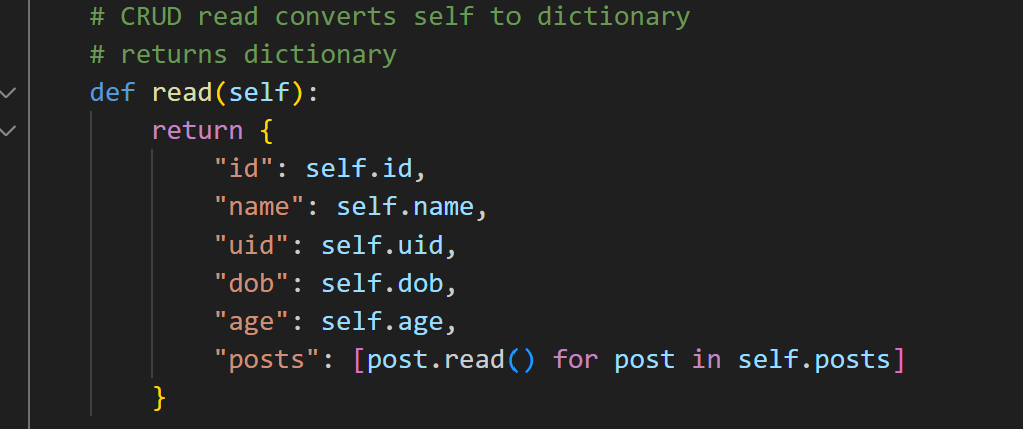 # CRUD read converts self to dictionary
# returns dictionary
def read(self):
return {
"id": self.id,
"name": self.name,
"uid": self.uid,
"dob": self.dob,
"age": self.age,
"posts": [post.read() for post in self.posts]
}